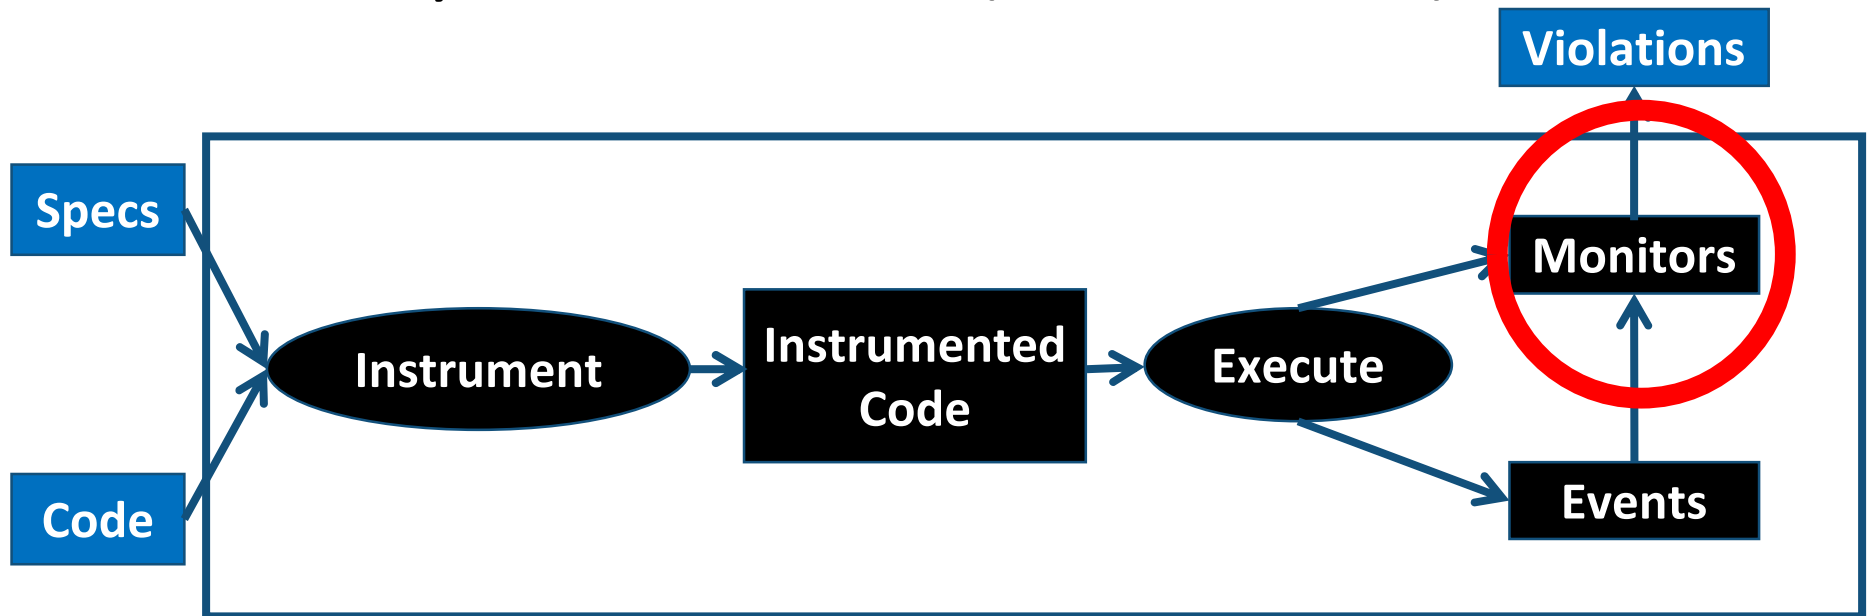 Violations
Specs
Monitors
Instrument
Instrumented
Code
Execute
Code
Events